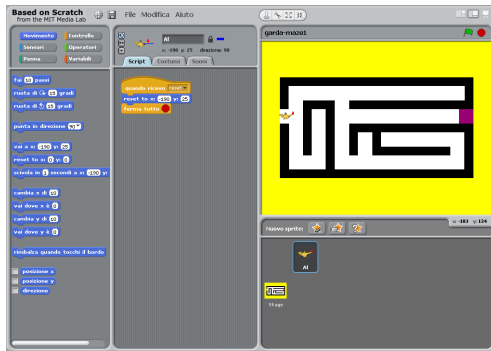 Based on Scratch
from the MIT Media Lab
File Modifica Aiuto
Movimento
Controllo
Sensori
Operatori
Penna
Variabili
Al
x: -190 y: 25 direzione: 90
Script Costumi Suoni
fai 10 passi
ruota di 15 gradi
ruota di 15 gradi
punta in direzione 90
vai a x: -190 y: 25
reset to x: 0 y: 0
scivola in 1 secondi a x: -190 y:
cambia x di 10
vai dove x è 0
cambia y di 10
vai dove y è 0
rimbalza quando tocchi il bordo
posizione x
posizione y
direzione
quando ricevo reset
reset to x: -190 y: 25
ferma tutto
garda-maze1
x: -183 y: 134
Nuovo sprite:
Al
Stage